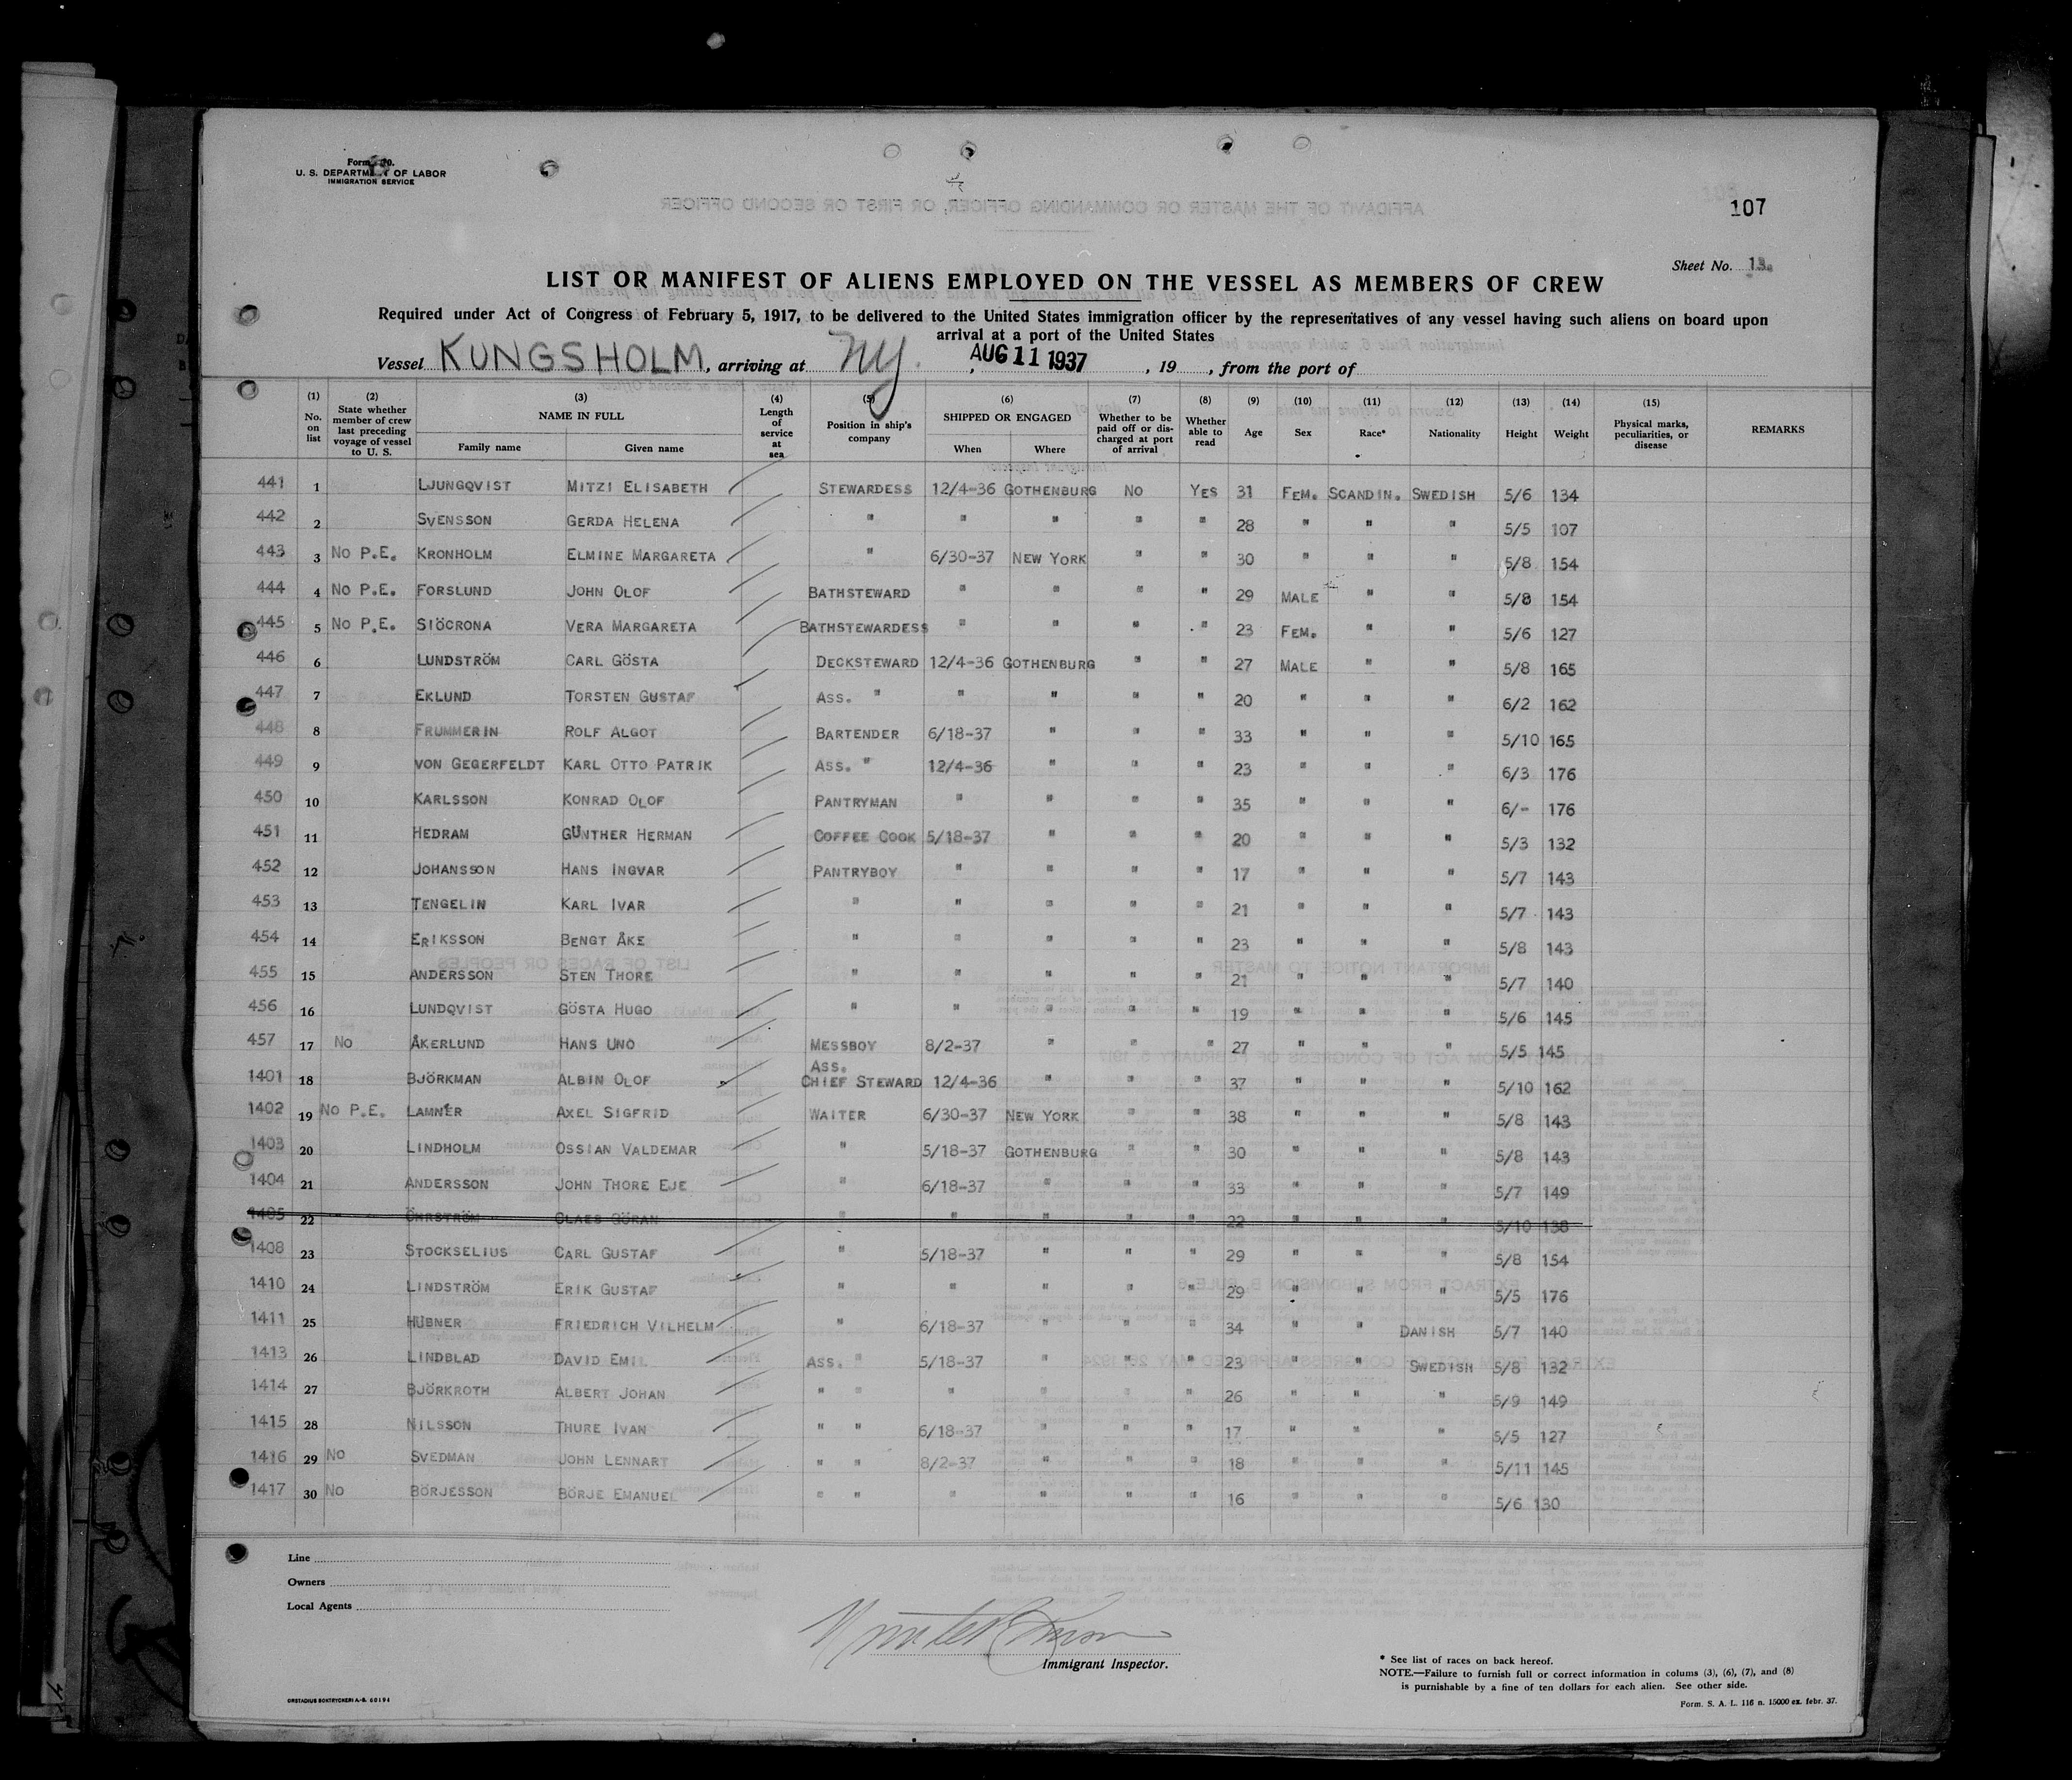 U. S. DEPARTMENT OF LABOR
IMMIGRATION SERVICE
107
Sheet No. 13.
LIST OR MANIFEST OF ALIENS EMPLOYED ON THE VESSEL AS MEMBERS OF CREW
Required under Act of Congress of February 5, 1917, to be delivered to the United States immigration officer by the representatives of any vessel having such aliens on board upon
arrival at a port of the United States
Vessel KUNGSHOLM, arriving at NY., AUG 11 1937, 19, from the port of
(1) No. on list (2) State whether member of crew last preceding voyage of vessel to U. S. (3) NAME IN FULL Family name Given name (4) Length of service at sea (5) Position in ship's company (6) SHIPPED OR ENGAGED When Where (7) Whether to be paid off or discharged at port of arrival (8) Whether able to read (9) Age (10) Sex (11) Race* (12) Nationality (13) Height (14) Weight (15) Physical marks, peculiarities, or disease REMARKS
441 1 LJUNGQVIST MITZI ELISABETH STEWARDESS 12/4-36 GOTHENBURG NO YES 31 FEM. SCANDIN. SWEDISH 5/6 134
442 2 SVENSSON GERDA HELENA " " " " " 28 " " " 5/5 107
443 3 NO P.E. KRONHOLM ELMINE MARGARETA " 6/30-37 NEW YORK " " 30 " " " 5/8 154
444 4 NO P.E. FORSLUND JOHN OLOF BATHSTEWARD " " " " 29 MALE " " 5/8 154
445 5 NO P.E. SIÖCRONA VERA MARGARETA BATHSTEWARDESS " " " " 23 FEM. " " 5/6 127
446 6 LUNDSTRÖM CARL GÖSTA DECKSTEWARD 12/4-36 GOTHENBURG " " 27 MALE " " 5/8 165
447 7 EKLUND TORSTEN GUSTAF ASS. " " " " " 20 " " " 6/2 162
448 8 FRUMMERIN ROLF ALGOT BARTENDER 6/18-37 " " " 33 " " " 5/10 165
449 9 VON GEGERFELDT KARL OTTO PATRIK ASS. " 12/4-36 " " " 23 " " " 6/3 176
450 10 KARLSSON KONRAD OLOF PANTRYMAN " " " " 35 " " " 6/- 176
451 11 HEDRAM GÜNTHER HERMAN COFFEE COOK 5/18-37 " " " 20 " " " 5/3 132
452 12 JOHANSSON HANS INGVAR PANTRYBOY " " " " 17 " " " 5/7 143
453 13 TENGELIN KARL IVAR " " " " " 21 " " " 5/7 143
454 14 ERIKSSON BENGT ÅKE " " " " " 23 " " " 5/8 143
455 15 ANDERSSON STEN THORE " " " " " 21 " " " 5/7 140
456 16 LUNDQVIST GÖSTA HUGO " " " " " 19 " " " 5/6 145
457 17 NO ÅKERLUND HANS UNO MESSBOY 8/2-37 " " " 27 " " " 5/5 145
1401 18 BJÖRKMAN ALBIN OLOF ASS. CHIEF STEWARD 12/4-36 " " " 37 " " " 5/10 162
1402 19 NO P.E. LAMNÉR AXEL SIGFRID WAITER 6/30-37 NEW YORK " " 38 " " " 5/8 143
1403 20 LINDHOLM OSSIAN VALDEMAR " 5/18-37 GOTHENBURG " " 30 " " " 5/8 143
1404 21 ANDERSSON JOHN THORE EJE " 6/18-37 " " " 33 " " " 5/7 149
1405 22 ÖHRSTRÖM CLAES GÖRAN " " " " " 22 " " " 5/10 138
1408 23 STOCKSELIUS CARL GUSTAF " 5/18-37 " " " 29 " " " 5/8 154
1410 24 LINDSTRÖM ERIK GUSTAF " " " " " 29 " " " 5/5 176
1411 25 HÜBNER FRIEDRICH VILHELM " 6/18-37 " " " 34 " " DANISH 5/7 140
1413 26 LINDBLAD DAVID EMIL ASS. " 5/18-37 " " " 23 " " SWEDISH 5/8 132
1414 27 BJÖRKROTH ALBERT JOHAN " " " " " " 26 " " " 5/9 149
1415 28 NILSSON THURE IVAN " " 6/18-37 " " " 17 " " " 5/5 127
1416 29 NO SVEDMAN JOHN LENNART " " 8/2-37 " " " 18 " " " 5/11 145
1417 30 NO BÖRJESSON BÖRJE EMANUEL " " " " " " 16 " " " 5/6 130
Line
Owners
Local Agents
Immigrant Inspector.
* See list of races on back hereof.
NOTE.—Failure to furnish full or correct information in colums (3), (6), (7), and (8)
is punishable by a fine of ten dollars for each alien. See other side.
ORSTADIUS BOKTRYCKERI A.-B. 60194
Form. S. A. L. 116 n. 15000 ex. febr. 37.